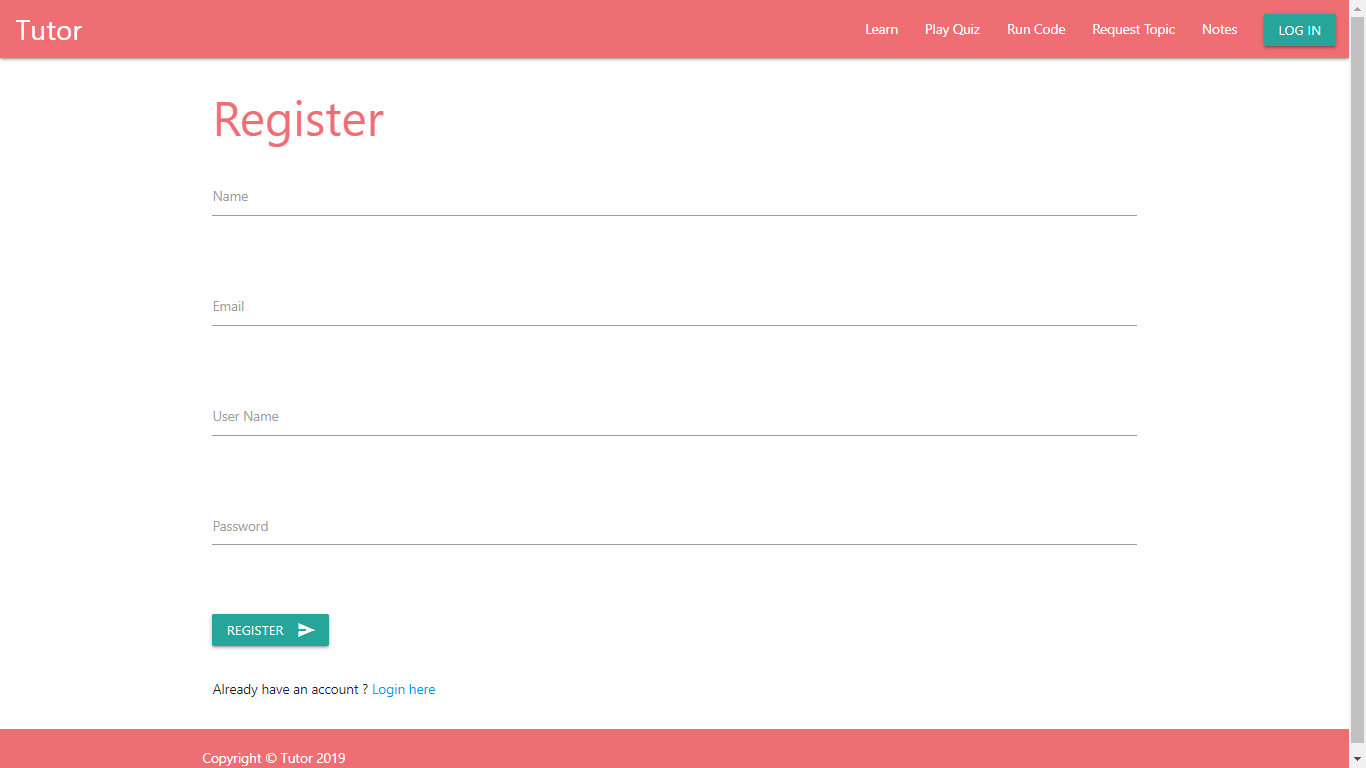 Tutor
Learn Play Quiz Run Code Request Topic Notes LOG IN
Register
Name
Email
User Name
Password
REGISTER
Already have an account ? Login here
Copyright © Tutor 2019